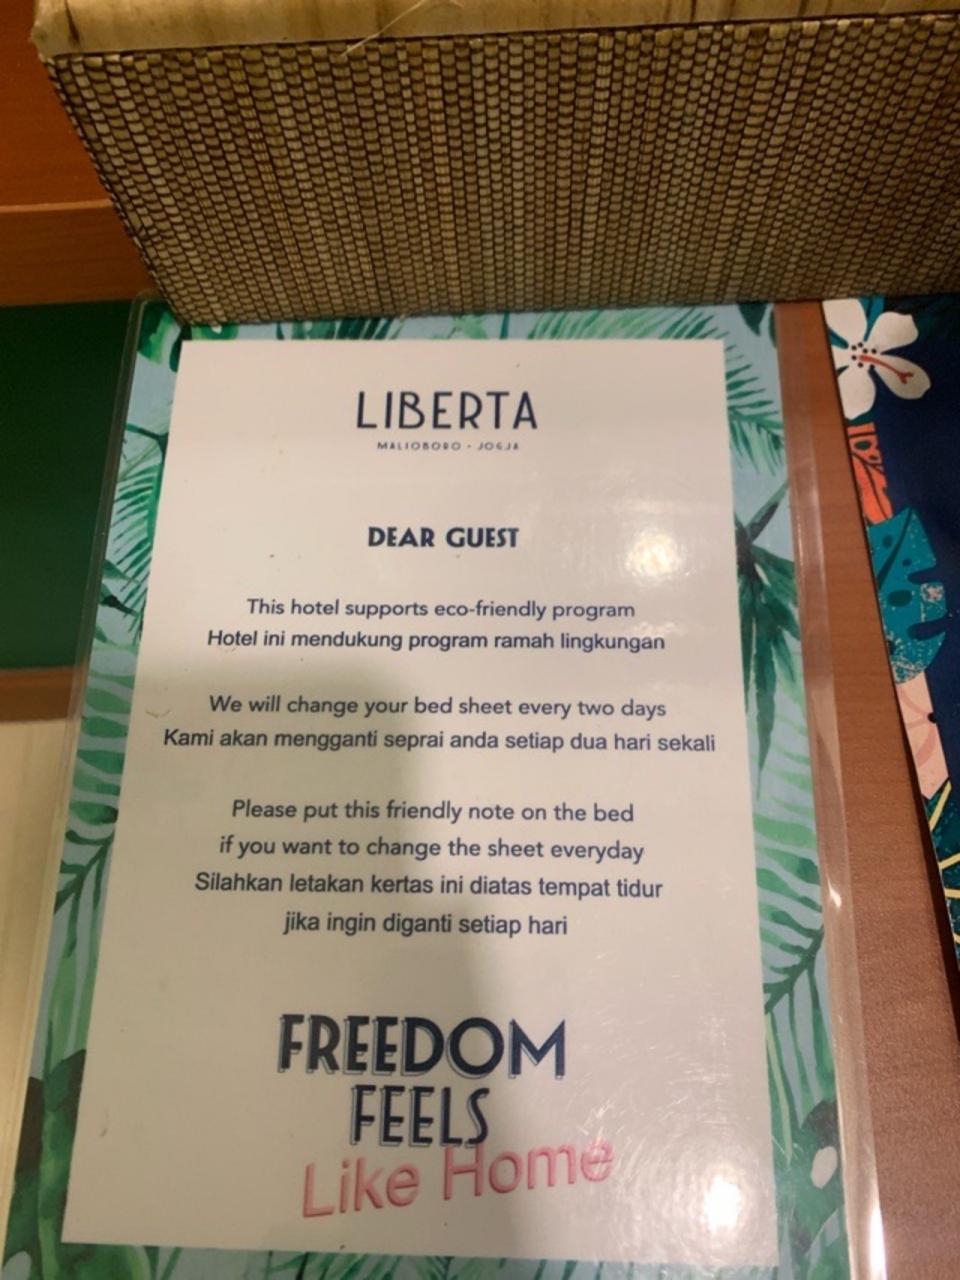 LIBERTA
MALIOBORO - JOGJA
DEAR GUEST
This hotel supports eco-friendly program
Hotel ini mendukung program ramah lingkungan
We will change your bed sheet every two days
Kami akan mengganti seprai anda setiap dua hari sekali
Please put this friendly note on the bed
if you want to change the sheet everyday
Silahkan letakan kertas ini diatas tempat tidur
jika ingin diganti setiap hari
FREEDOM
FEELS
Like Home